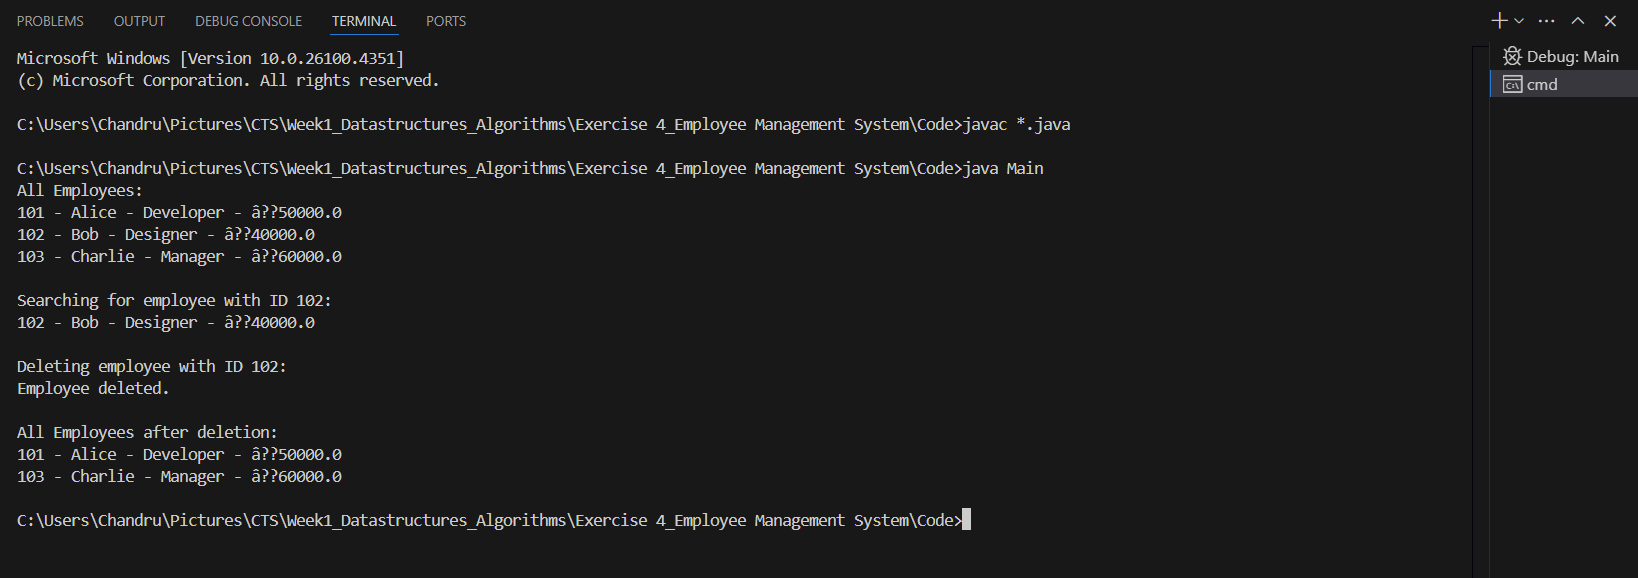 PROBLEMS OUTPUT DEBUG CONSOLE TERMINAL PORTS
Microsoft Windows [Version 10.0.26100.4351]
(c) Microsoft Corporation. All rights reserved.
C:\Users\Chandru\Pictures\CTS\Week1_Datastructures_Algorithms\Exercise 4_Employee Management System\Code>javac *.java
C:\Users\Chandru\Pictures\CTS\Week1_Datastructures_Algorithms\Exercise 4_Employee Management System\Code>java Main
All Employees:
101 - Alice - Developer - â??50000.0
102 - Bob - Designer - â??40000.0
103 - Charlie - Manager - â??60000.0
Searching for employee with ID 102:
102 - Bob - Designer - â??40000.0
Deleting employee with ID 102:
Employee deleted.
All Employees after deletion:
101 - Alice - Developer - â??50000.0
103 - Charlie - Manager - â??60000.0
C:\Users\Chandru\Pictures\CTS\Week1_Datastructures_Algorithms\Exercise 4_Employee Management System\Code>
Debug: Main
cmd